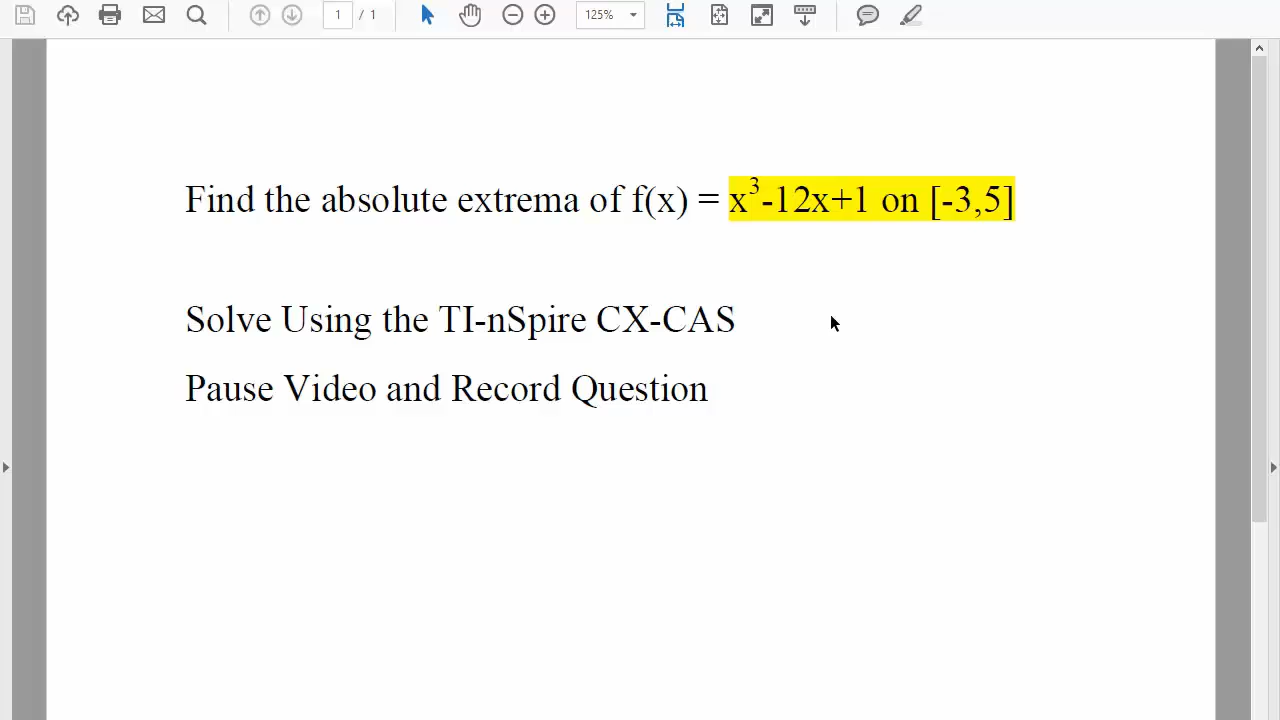 1 / 1 125%
Find the absolute extrema of f(x) = x³-12x+1 on [-3,5]
Solve Using the TI-nSpire CX-CAS
Pause Video and Record Question